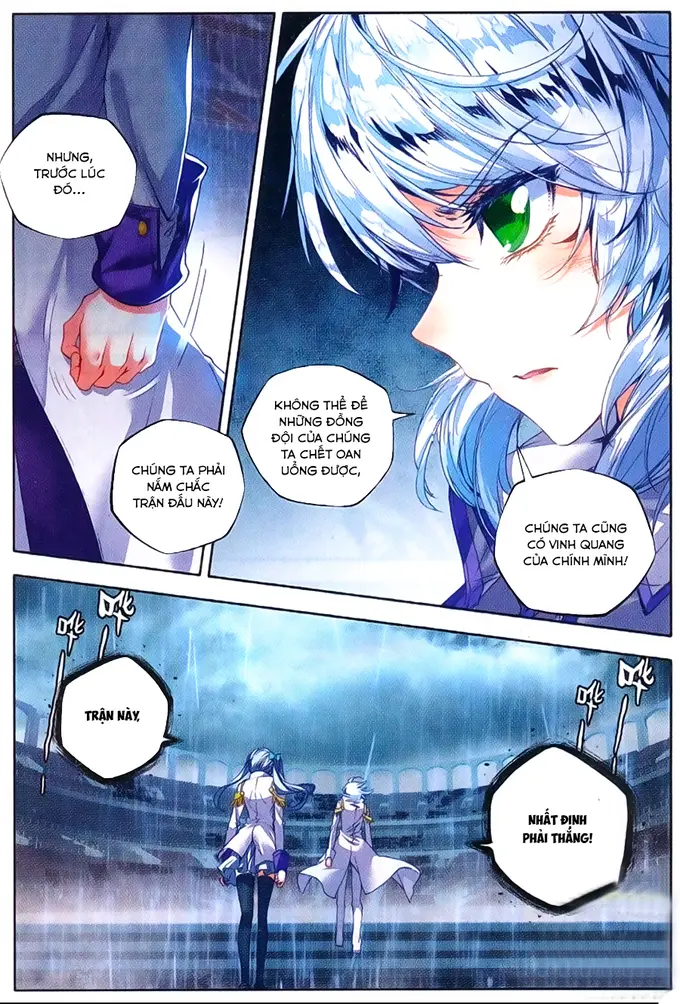 NHƯNG,
TRƯỚC LÚC
ĐÓ...
CHÚNG TA PHẢI
NẮM CHẮC
TRẬN ĐẤU NÀY!
KHÔNG THỂ ĐỂ
NHỮNG ĐỒNG
ĐỘI CỦA CHÚNG
TA CHẾT OAN
UỔNG ĐƯỢC,
CHÚNG TA CŨNG
CÓ VINH QUANG
CỦA CHÍNH MÌNH!
TRẬN NÀY,
NHẤT ĐỊNH
PHẢI THẮNG!